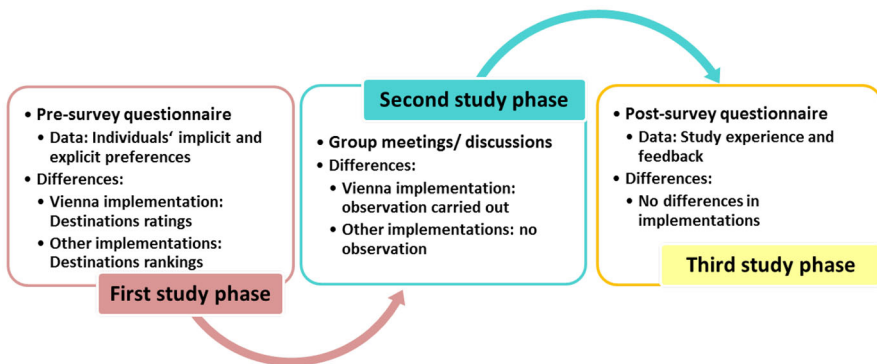 • Pre-survey questionnaire
• Data: Individuals‘ implicit and
explicit preferences
• Differences:
• Vienna implementation:
Destinations ratings
• Other implementations:
Destinations rankings
First study phase
Second study phase
• Group meetings/ discussions
• Differences:
• Vienna implementation:
observation carried out
• Other implementations: no
observation
• Post-survey questionnaire
• Data: Study experience and
feedback
• Differences:
• No differences in
implementations
Third study phase